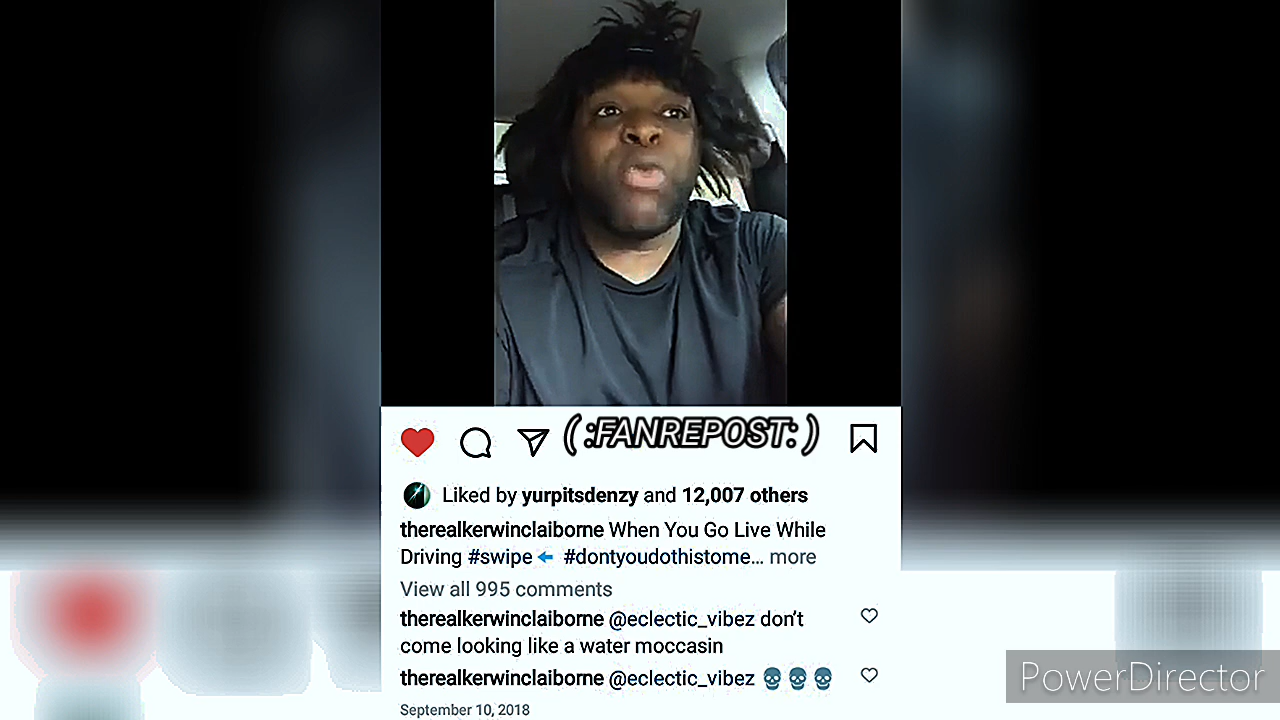 ( :FANREPOST: )
Liked by yurpitsdenzy and 12,007 others
therealkerwinclaiborne When You Go Live While
Driving #swipe⬅ #dontyoudothistome... more
View all 995 comments
therealkerwinclaiborne @eclectic_vibez don't
come looking like a water moccasin
therealkerwinclaiborne @eclectic_vibez 💀💀💀
September 10, 2018
PowerDirector